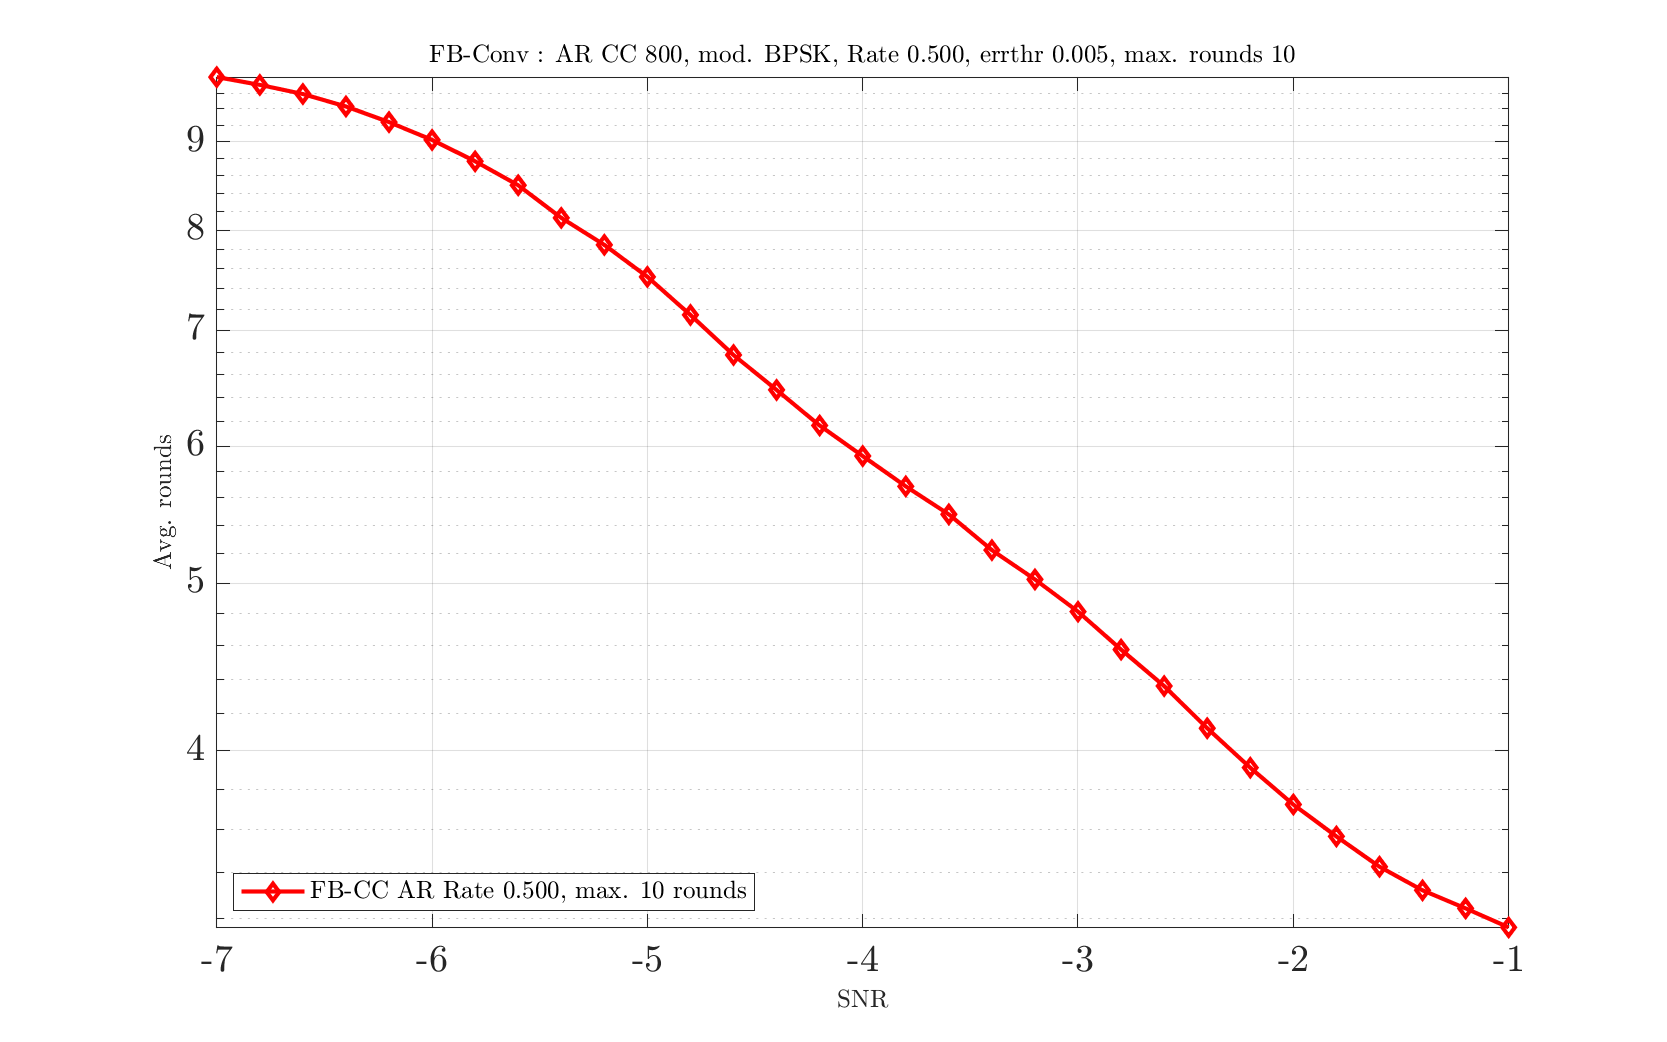 FB-Conv : AR CC 800, mod. BPSK, Rate 0.500, errthr 0.005, max. rounds 10
9
8
7
6
5
4
Avg. rounds
FB-CC AR Rate 0.500, max. 10 rounds
-7 -6 -5 -4 -3 -2 -1
SNR